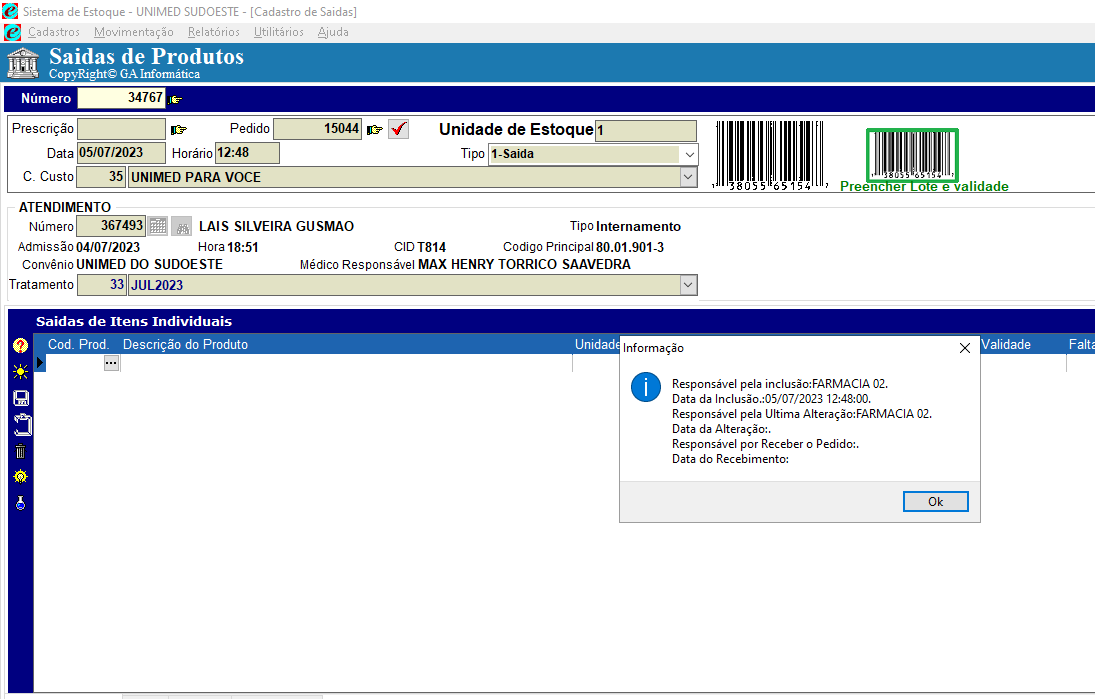 Sistema de Estoque - UNIMED SUDOESTE - [Cadastro de Saidas]
Cadastros Movimentação Relatórios Utilitários Ajuda
Saidas de Produtos
CopyRight© GA Informática
Número 34767
Prescrição Pedido 15044 Unidade de Estoque 1
Data 05/07/2023 Horário 12:48 Tipo 1-Saida
C. Custo 35 UNIMED PARA VOCE
1 38055 65154 7
1 38055 65154 7
Preencher Lote e validade
ATENDIMENTO
Número 367493 LAIS SILVEIRA GUSMAO Tipo Internamento
Admissão 04/07/2023 Hora 18:51 CID T814 Codigo Principal 80.01.901-3
Convênio UNIMED DO SUDOESTE Médico Responsável MAX HENRY TORRICO SAAVEDRA
Tratamento 33 JUL2023
Saidas de Itens Individuais
Cod. Prod. Descrição do Produto Unidade Validade Falta
Informação
Responsável pela inclusão:FARMACIA 02.
Data da Inclusão.:05/07/2023 12:48:00.
Responsável pela Ultima Alteração:FARMACIA 02.
Data da Alteração:.
Responsável por Receber o Pedido:.
Data do Recebimento:
Ok